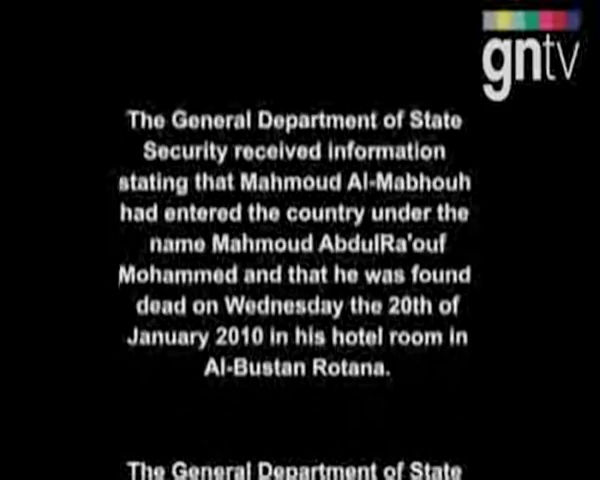 gntv
The General Department of State
Security received information
stating that Mahmoud Al-Mabhouh
had entered the country under the
name Mahmoud AbdulRa'ouf
Mohammed and that he was found
dead on Wednesday the 20th of
January 2010 in his hotel room in
Al-Bustan Rotana.
The General Department of State